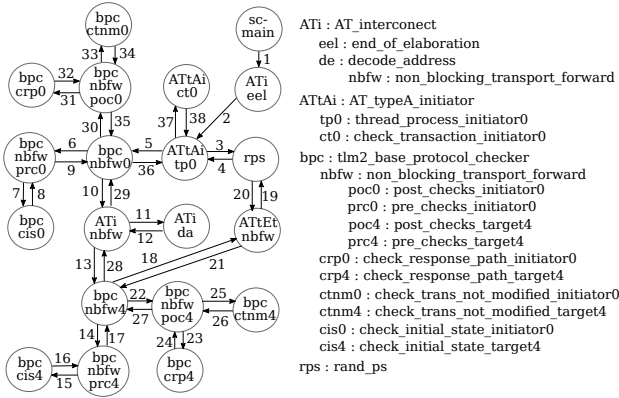 bpc
ctnm0
sc-
main
33
34
1
bpc
crp0
32
31
bpc
nbfw
poc0
ATtAi
ct0
ATi
eel
30
35
37
38
2
bpc
nbfw
prc0
6
9
bpc
nbfw0
5
36
ATtAi
tp0
3
4
rps
7
8
10
29
20
19
bpc
cis0
ATi
nbfw
11
12
ATi
da
ATtEt
nbfw
13
28
18
21
bpc
nbfw4
22
27
bpc
nbfw
poc4
25
26
bpc
ctnm4
14
17
24
23
bpc
cis4
16
15
bpc
nbfw
prc4
bpc
crp4
ATi : AT_interconect
eel : end_of_elaboration
de : decode_address
nbfw : non_blocking_transport_forward
ATtAi : AT_typeA_initiator
tp0 : thread_process_initiator0
ct0 : check_transaction_initiator0
bpc : tlm2_base_protocol_checker
nbfw : non_blocking_transport_forward
poc0 : post_checks_initiator0
prc0 : pre_checks_initiator0
poc4 : post_checks_target4
prc4 : pre_checks_target4
crp0 : check_response_path_initiator0
crp4 : check_response_path_target4
ctnm0 : check_trans_not_modified_initiator0
ctnm4 : check_trans_not_modified_target4
cis0 : check_initial_state_initiator0
cis4 : check_initial_state_target4
rps : rand_ps